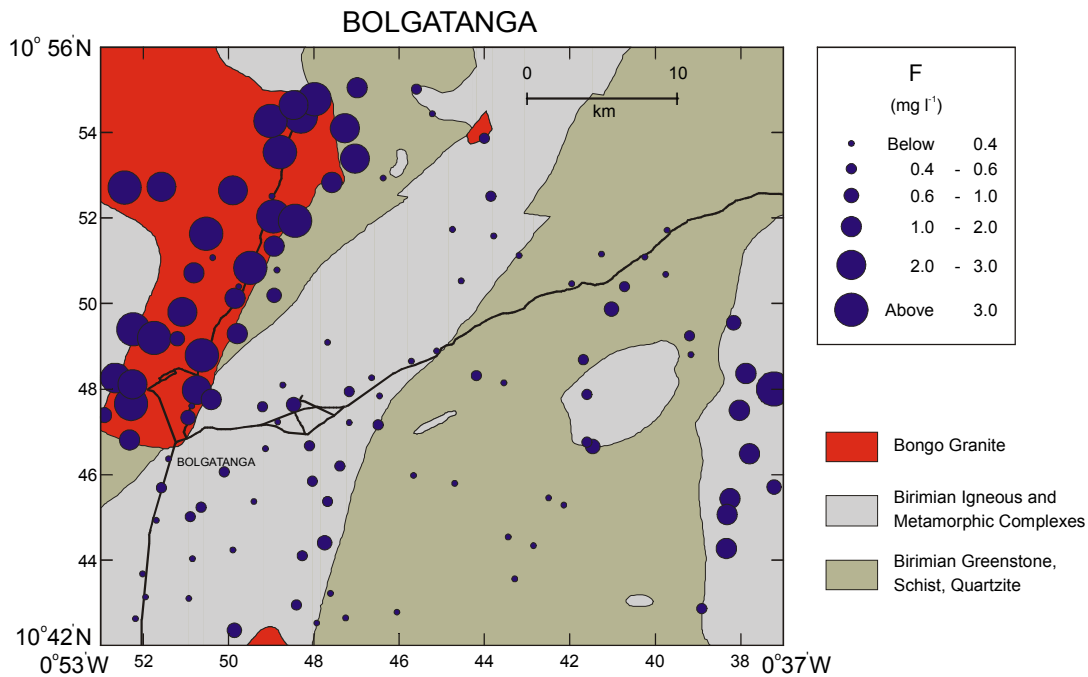 BOLGATANGA
10° 56'N
54
52
50
48
46
44
10° 42'N
0° 53'W
52
50
48
46
44
42
40
38
0° 37'W
0 10
km
BOLGATANGA
F
(mg l⁻¹)
Below 0.4
0.4 - 0.6
0.6 - 1.0
1.0 - 2.0
2.0 - 3.0
Above 3.0
Bongo Granite
Birimian Igneous and
Metamorphic Complexes
Birimian Greenstone,
Schist, Quartzite